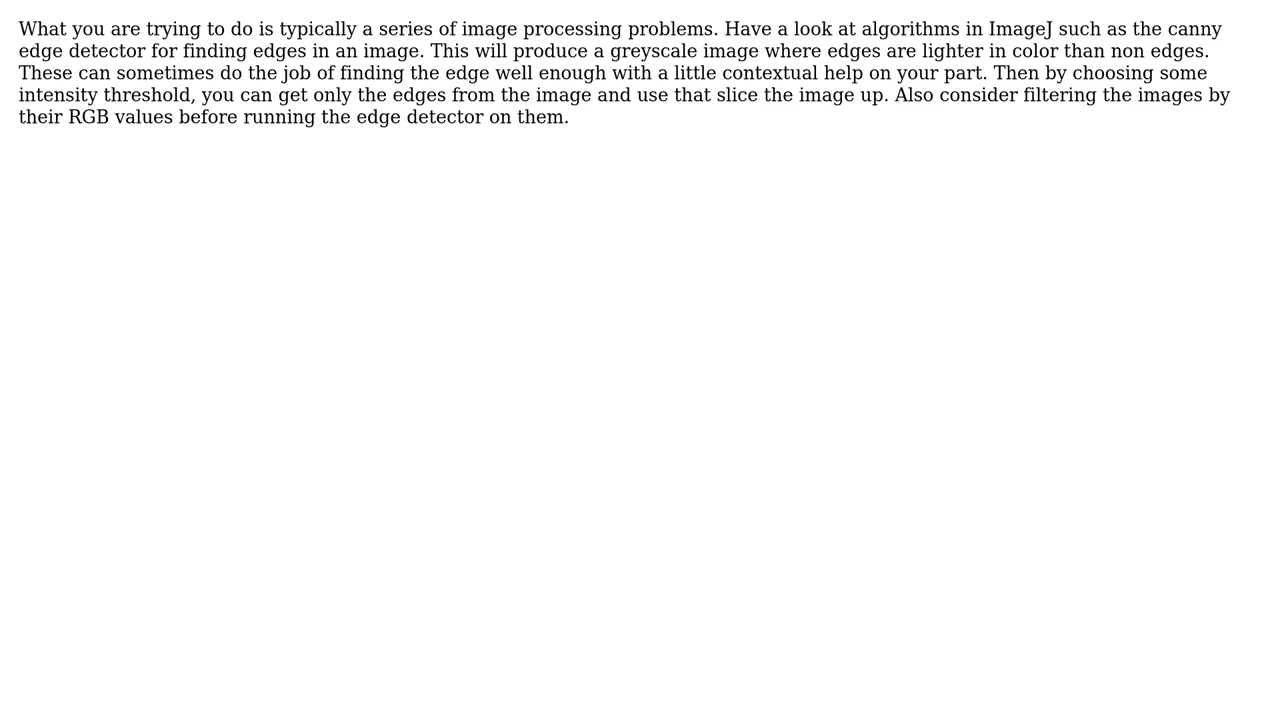 What you are trying to do is typically a series of image processing problems. Have a look at algorithms in ImageJ such as the canny
edge detector for finding edges in an image. This will produce a greyscale image where edges are lighter in color than non edges.
These can sometimes do the job of finding the edge well enough with a little contextual help on your part. Then by choosing some
intensity threshold, you can get only the edges from the image and use that slice the image up. Also consider filtering the images by
their RGB values before running the edge detector on them.